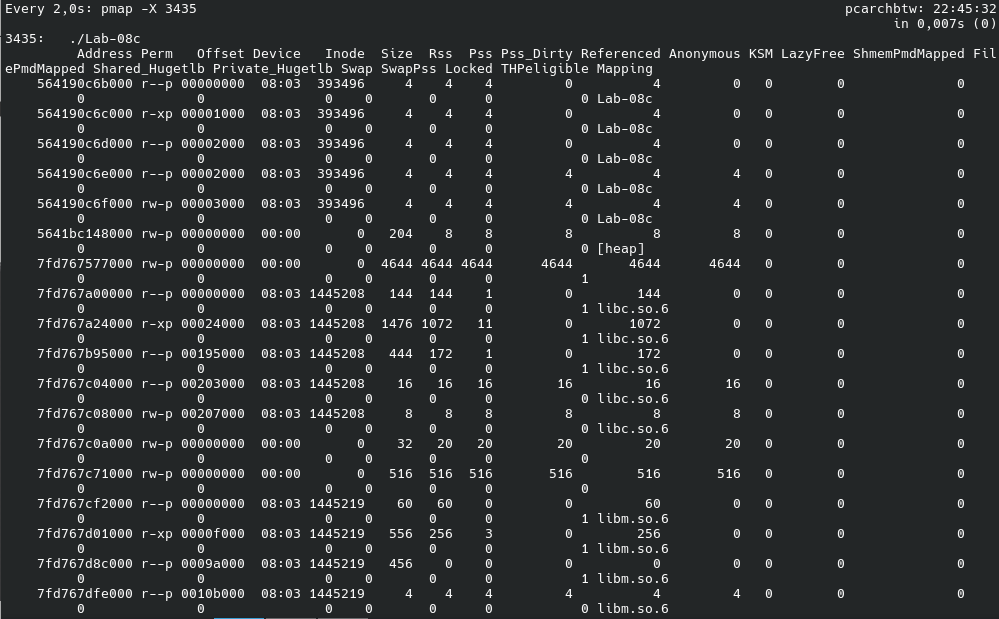 Every 2,0s: pmap -X 3435 pcarchbtw: 22:45:32
in 0,007s (0)
3435: ./Lab-08c
Address Perm Offset Device Inode Size Rss Pss Pss_Dirty Referenced Anonymous KSM LazyFree ShmemPmdMapped Fil
ePmdMapped Shared_Hugetlb Private_Hugetlb Swap SwapPss Locked THPeligible Mapping
564190c6b000 r--p 00000000 08:03 393496 4 4 4 0 4 0 0 0 0
0 0 0 0 0 0 0 Lab-08c
564190c6c000 r-xp 00001000 08:03 393496 4 4 4 0 4 0 0 0 0
0 0 0 0 0 0 0 Lab-08c
564190c6d000 r--p 00002000 08:03 393496 4 4 4 0 4 0 0 0 0
0 0 0 0 0 0 0 Lab-08c
564190c6e000 r--p 00002000 08:03 393496 4 4 4 4 4 4 0 0 0
0 0 0 0 0 0 0 Lab-08c
564190c6f000 rw-p 00003000 08:03 393496 4 4 4 4 4 4 0 0 0
0 0 0 0 0 0 0 Lab-08c
5641bc148000 rw-p 00000000 00:00 0 204 8 8 8 8 8 0 0 0
0 0 0 0 0 0 0 [heap]
7fd767577000 rw-p 00000000 00:00 0 4644 4644 4644 4644 4644 4644 0 0 0
0 0 0 0 0 0 1
7fd767a00000 r--p 00000000 08:03 1445208 144 144 1 0 144 0 0 0 0
0 0 0 0 0 0 1 libc.so.6
7fd767a24000 r-xp 00024000 08:03 1445208 1476 1072 11 0 1072 0 0 0 0
0 0 0 0 0 0 1 libc.so.6
7fd767b95000 r--p 00195000 08:03 1445208 444 172 1 0 172 0 0 0 0
0 0 0 0 0 0 1 libc.so.6
7fd767c04000 r--p 00203000 08:03 1445208 16 16 16 16 16 16 0 0 0
0 0 0 0 0 0 0 libc.so.6
7fd767c08000 rw-p 00207000 08:03 1445208 8 8 8 8 8 8 0 0 0
0 0 0 0 0 0 0 libc.so.6
7fd767c0a000 rw-p 00000000 00:00 0 32 20 20 20 20 20 0 0 0
0 0 0 0 0 0 0
7fd767c71000 rw-p 00000000 00:00 0 516 516 516 516 516 516 0 0 0
0 0 0 0 0 0 0
7fd767cf2000 r--p 00000000 08:03 1445219 60 60 0 0 60 0 0 0 0
0 0 0 0 0 0 1 libm.so.6
7fd767d01000 r-xp 0000f000 08:03 1445219 556 256 3 0 256 0 0 0 0
0 0 0 0 0 0 1 libm.so.6
7fd767d8c000 r--p 0009a000 08:03 1445219 456 0 0 0 0 0 0 0 0
0 0 0 0 0 0 1 libm.so.6
7fd767dfe000 r--p 0010b000 08:03 1445219 4 4 4 4 4 4 0 0 0
0 0 0 0 0 0 0 libm.so.6